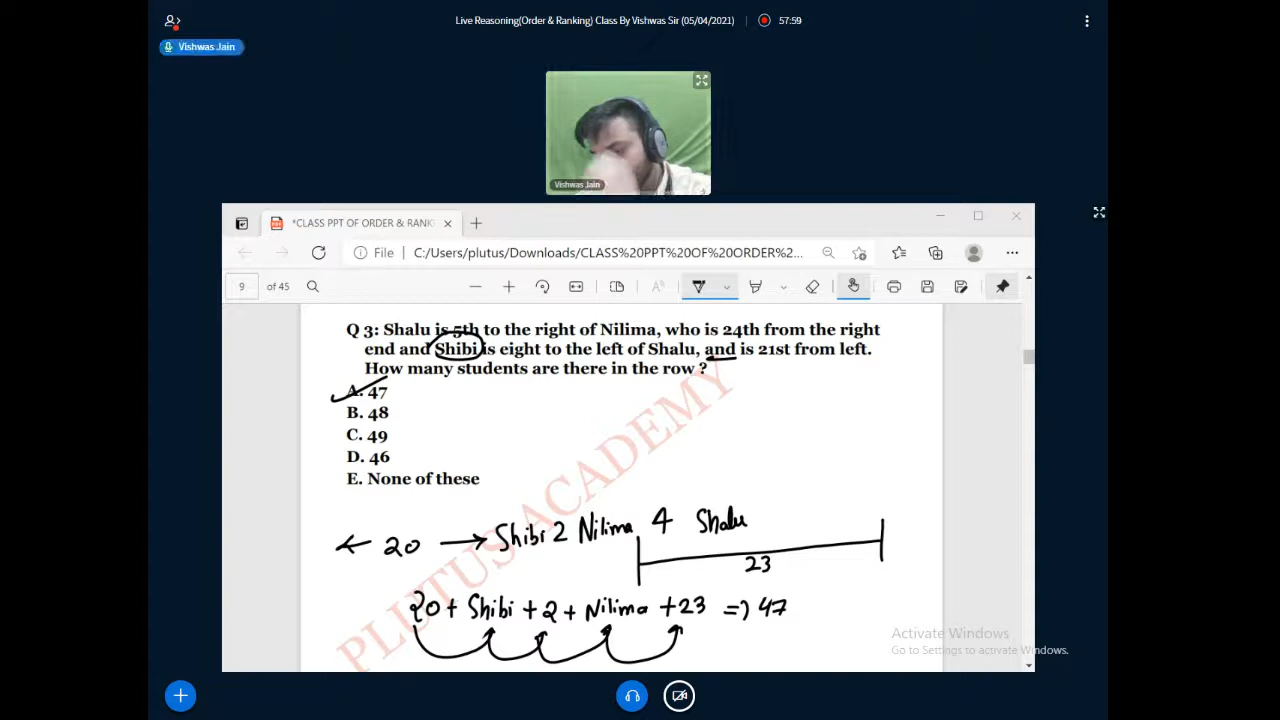 Live Reasoning(Order & Ranking) Class By Vishwas Sir (05/04/2021)
57:59
Vishwas Jain
Vishwas Jain
*CLASS PPT OF ORDER & RANK
File
C:/Users/plutus/Downloads/CLASS%20PPT%20OF%20ORDER%2...
9 of 45
Q 3: Shalu is 5th to the right of Nilima, who is 24th from the right
end and Shibi is eight to the left of Shalu, and is 21st from left.
How many students are there in the row ?
A. 47
B. 48
C. 49
D. 46
E. None of these
PLUTUS ACADEMY
20 Shibi 2 Nilima 4 Shalu
23
20 + Shibi + 2 + Nilima + 23 => 47
Activate Windows
Go to Settings to activate Windows.